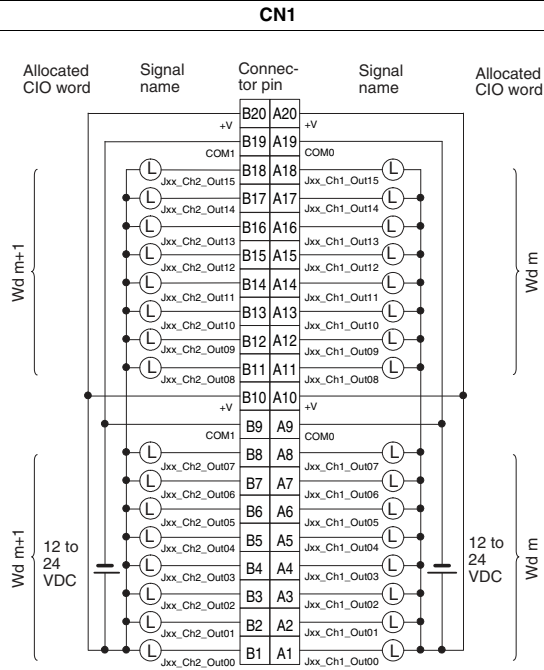 CN1
Allocated CIO word
Signal name
Connec-tor pin
Signal name
Allocated CIO word
B20 A20
+V +V
B19 A19
COM1 COM0
L B18 A18 L
Jxx_Ch2_Out15 Jxx_Ch1_Out15
L B17 A17 L
Jxx_Ch2_Out14 Jxx_Ch1_Out14
L B16 A16 L
Jxx_Ch2_Out13 Jxx_Ch1_Out13
L B15 A15 L
Jxx_Ch2_Out12 Jxx_Ch1_Out12
Wd m+1 Wd m
L B14 A14 L
Jxx_Ch2_Out11 Jxx_Ch1_Out11
L B13 A13 L
Jxx_Ch2_Out10 Jxx_Ch1_Out10
L B12 A12 L
Jxx_Ch2_Out09 Jxx_Ch1_Out09
L B11 A11 L
Jxx_Ch2_Out08 Jxx_Ch1_Out08
B10 A10
+V +V
B9 A9
COM1 COM0
L B8 A8 L
Jxx_Ch2_Out07 Jxx_Ch1_Out07
L B7 A7 L
Jxx_Ch2_Out06 Jxx_Ch1_Out06
L B6 A6 L
Jxx_Ch2_Out05 Jxx_Ch1_Out05
L B5 A5 L
Jxx_Ch2_Out04 Jxx_Ch1_Out04
Wd m+1 12 to 24 VDC 12 to 24 VDC Wd m
L B4 A4 L
Jxx_Ch2_Out03 Jxx_Ch1_Out03
L B3 A3 L
Jxx_Ch2_Out02 Jxx_Ch1_Out02
L B2 A2 L
Jxx_Ch2_Out01 Jxx_Ch1_Out01
L B1 A1 L
Jxx_Ch2_Out00 Jxx_Ch1_Out00